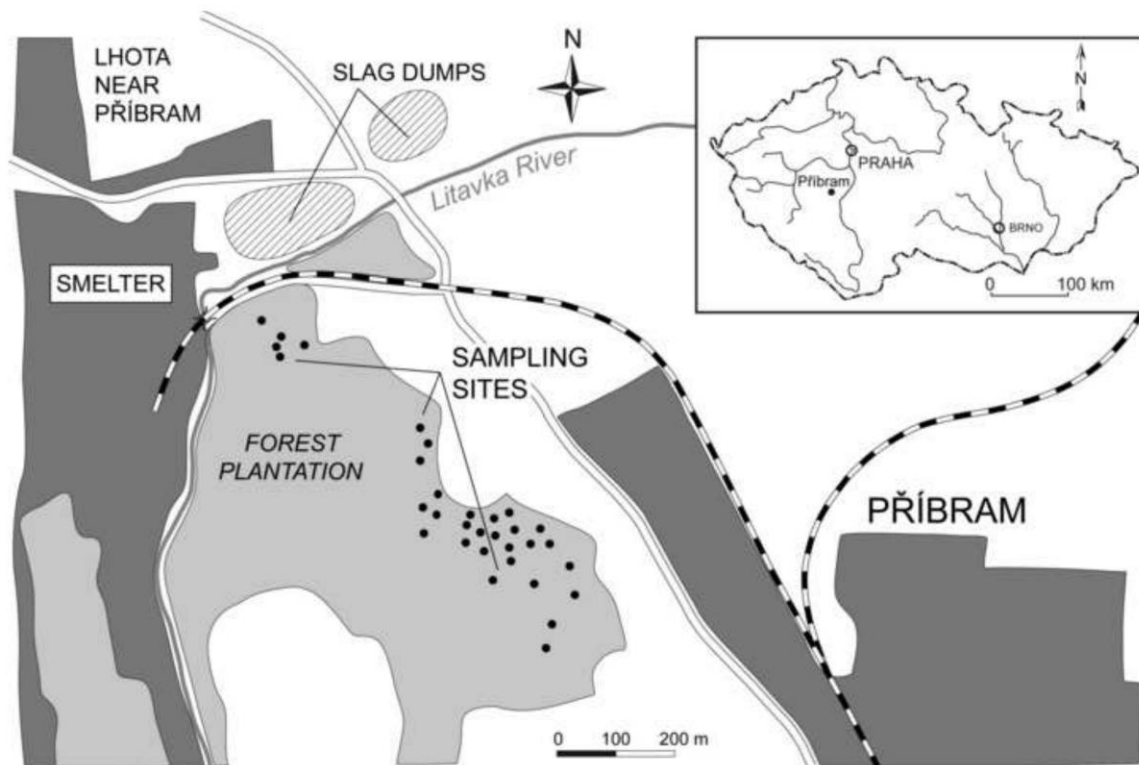 LHOTA
NEAR
PŘÍBRAM
SLAG DUMPS
N
Litavka River
SMELTER
SAMPLING
SITES
FOREST
PLANTATION
PŘÍBRAM
0 100 200 m
N
PRAHA
Příbram
BRNO
0 100 km